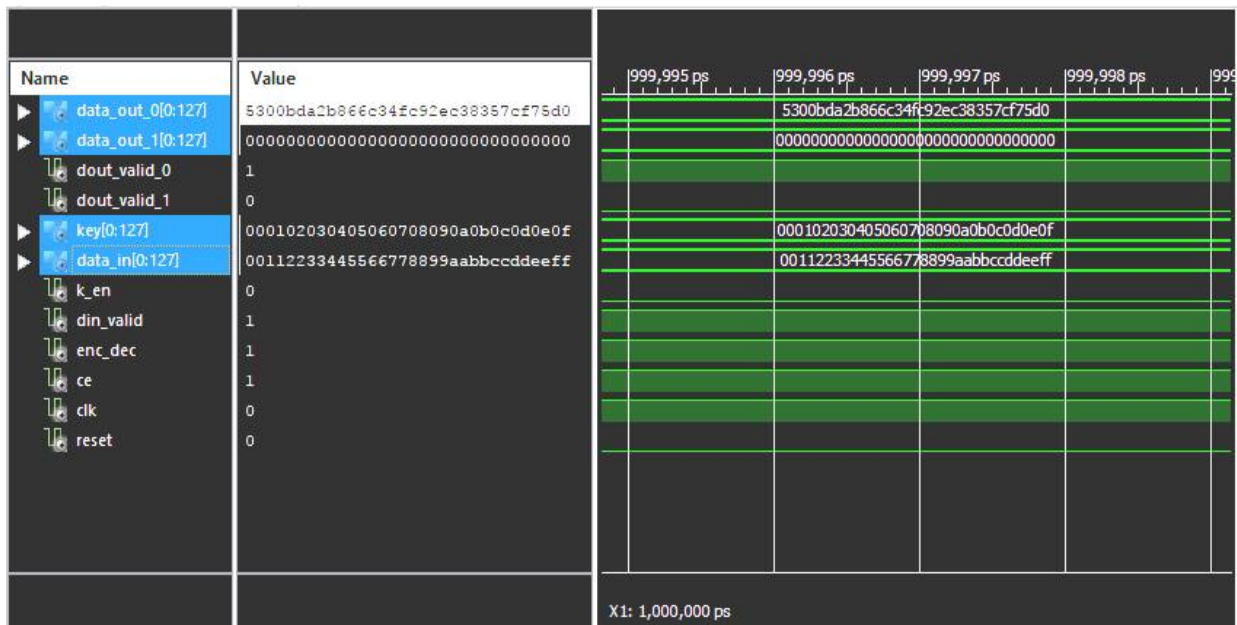 Name Value
999,995 ps 999,996 ps 999,997 ps 999,998 ps 999
data_out_0[0:127] 5300bda2b866c34fc92ec38357cf75d0 5300bda2b866c34fc92ec38357cf75d0
data_out_1[0:127] 00000000000000000000000000000000 00000000000000000000000000000000
dout_valid_0 1
dout_valid_1 0
key[0:127] 000102030405060708090a0b0c0d0e0f 000102030405060708090a0b0c0d0e0f
data_in[0:127] 00112233445566778899aabbccddeeff 00112233445566778899aabbccddeeff
k_en 0
din_valid 1
enc_dec 1
ce 1
clk 0
reset 0
X1: 1,000,000 ps